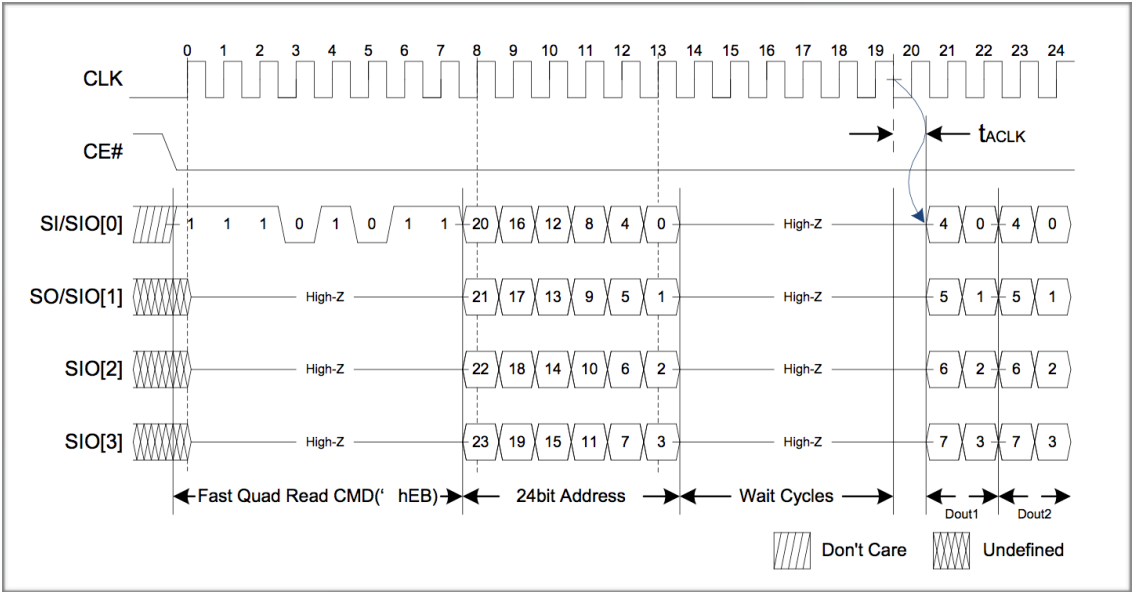 0 1 2 3 4 5 6 7 8 9 10 11 12 13 14 15 16 17 18 19 20 21 22 23 24
CLK
CE#
tACLK
SI/SIO[0] 1 1 1 0 1 0 1 1 20 16 12 8 4 0 High-Z 4 0 4 0
SO/SIO[1] High-Z 21 17 13 9 5 1 High-Z 5 1 5 1
SIO[2] High-Z 22 18 14 10 6 2 High-Z 6 2 6 2
SIO[3] High-Z 23 19 15 11 7 3 High-Z 7 3 7 3
Fast Quad Read CMD(‘ hEB) 24bit Address Wait Cycles
Dout1 Dout2
Don't Care Undefined